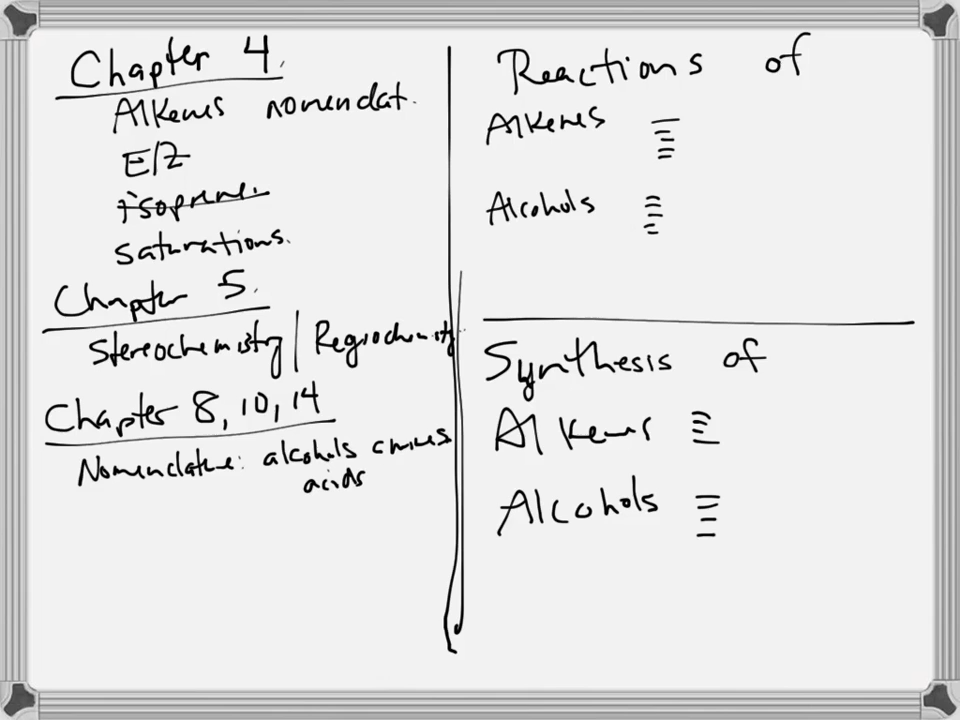 Chapter 4.
Alkenes nomenclat.
E/Z
isoprene.
saturations.
Chapter 5.
Stereochemistry | Regiochemistry
Chapter 8, 10, 14
Nomenclature: alcohols amines
acids
Reactions of
Alkenes
Alcohols
Synthesis of
Alkenes
Alcohols